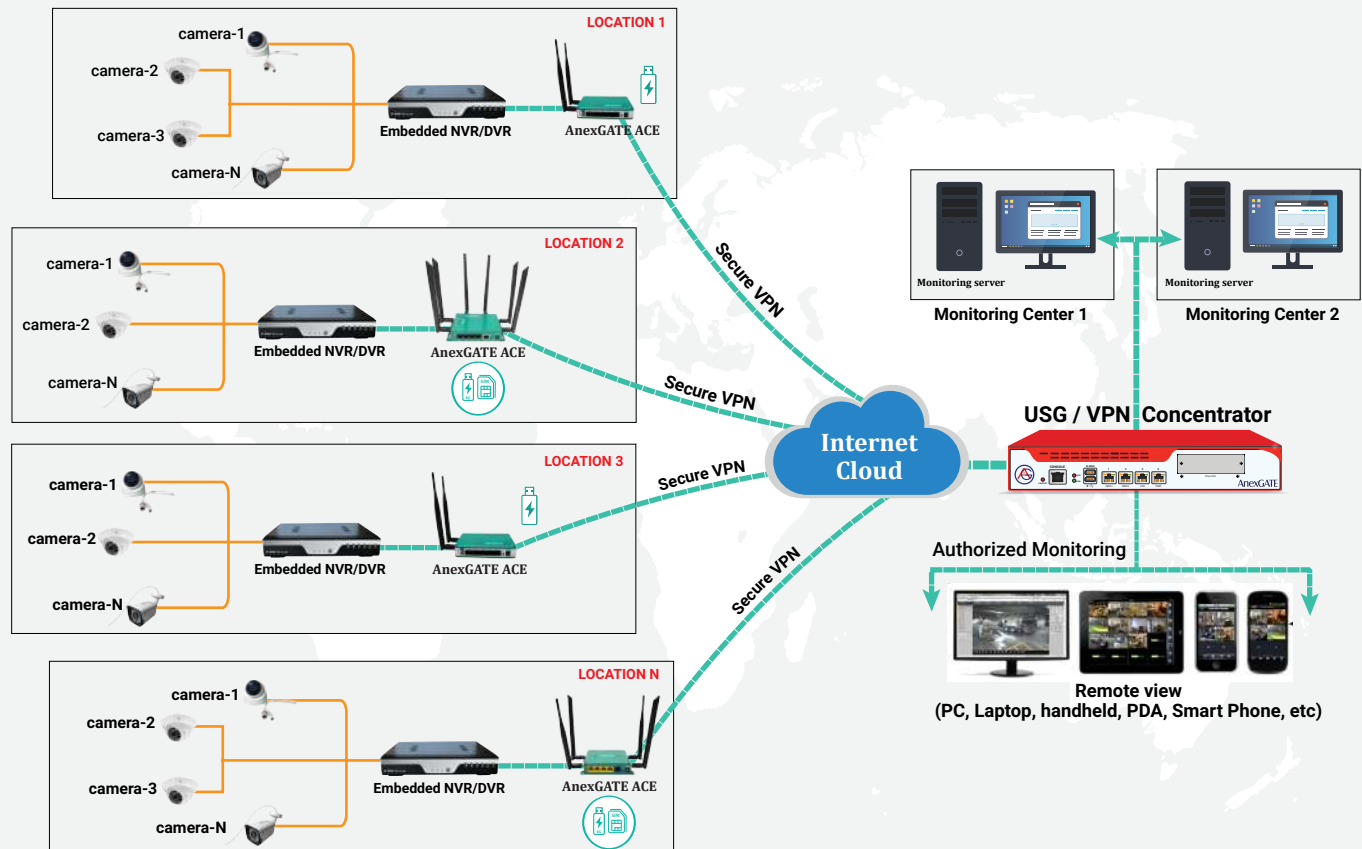 LOCATION 1
camera-1
camera-2
camera-3
camera-N
Embedded NVR/DVR
AnexGATE ACE
Secure VPN
LOCATION 2
camera-1
camera-2
camera-N
Embedded NVR/DVR
AnexGATE ACE
Secure VPN
LOCATION 3
camera-1
camera-2
camera-N
Embedded NVR/DVR
AnexGATE ACE
Secure VPN
LOCATION N
camera-1
camera-2
camera-3
camera-N
Embedded NVR/DVR
AnexGATE ACE
Secure VPN
Internet
Cloud
Monitoring server
Monitoring Center 1
Monitoring server
Monitoring Center 2
USG / VPN Concentrator
CONSOLE
AnexGATE
Authorized Monitoring
Remote view
(PC, Laptop, handheld, PDA, Smart Phone, etc)